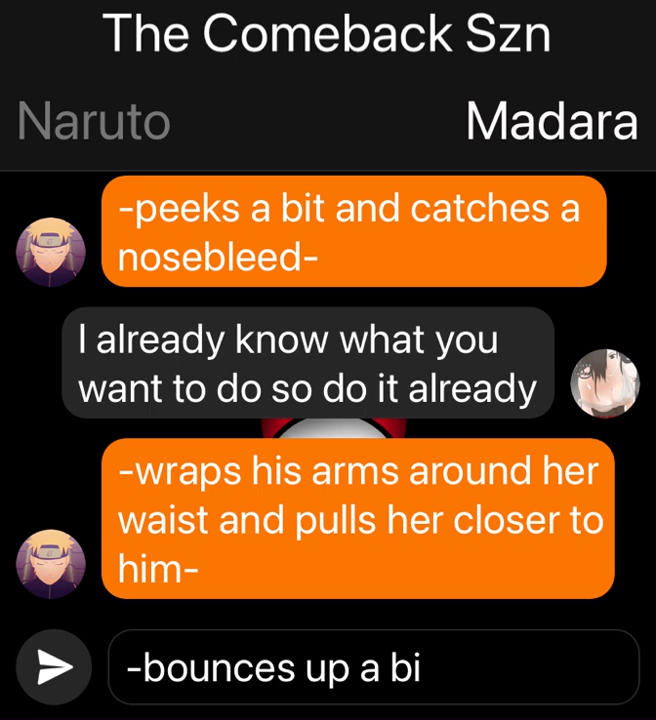 The Comeback Szn
Naruto
Madara
-peeks a bit and catches a
nosebleed-
I already know what you
want to do so do it already
-wraps his arms around her
waist and pulls her closer to
him-
-bounces up a bi